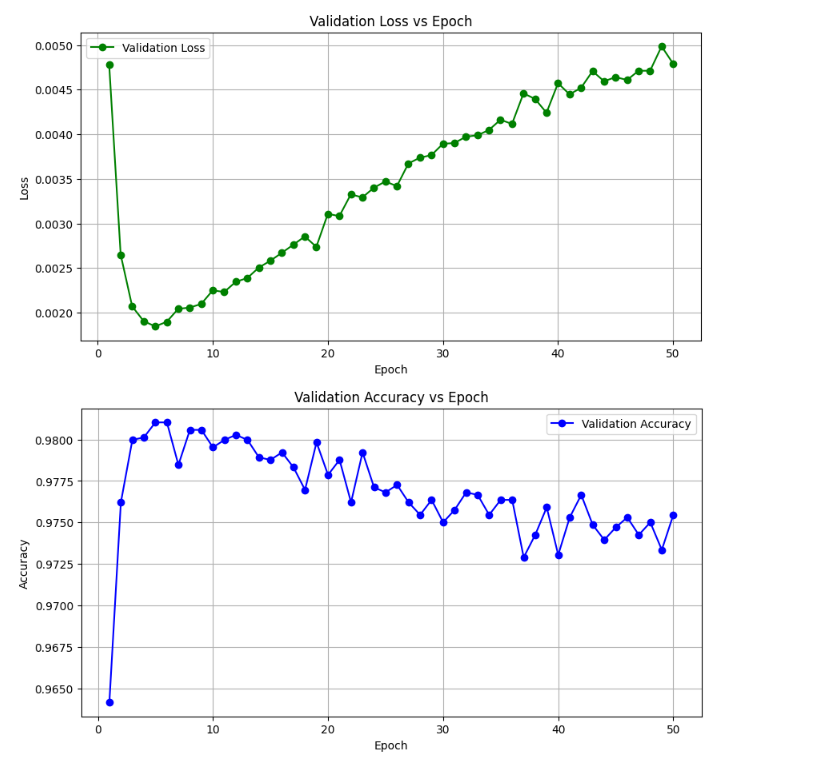 Validation Loss vs Epoch
Validation Loss
0.0050
0.0045
0.0040
0.0035
0.0030
0.0025
0.0020
Loss
0 10 20 30 40 50
Epoch
Validation Accuracy vs Epoch
Validation Accuracy
0.9800
0.9775
0.9750
0.9725
0.9700
0.9675
0.9650
Accuracy
0 10 20 30 40 50
Epoch